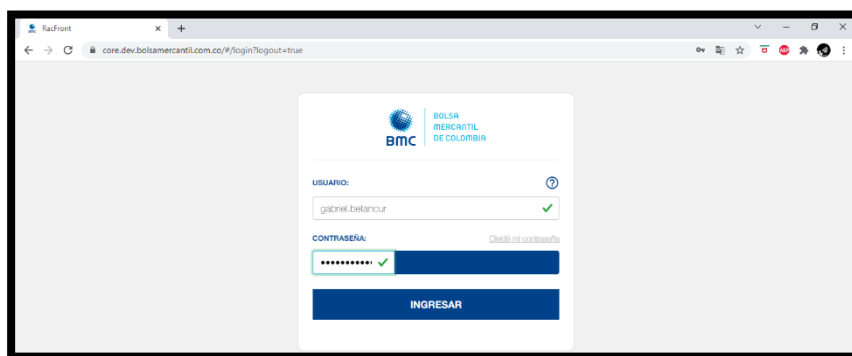 RacFront
core.dev.bolsamercantil.com.co/#/login?logout=true
BMC
BOLSA
MERCANTIL
DE COLOMBIA
USUARIO:
gabriel.betancur
CONTRASEÑA:
Olvidó mi contraseña
INGRESAR